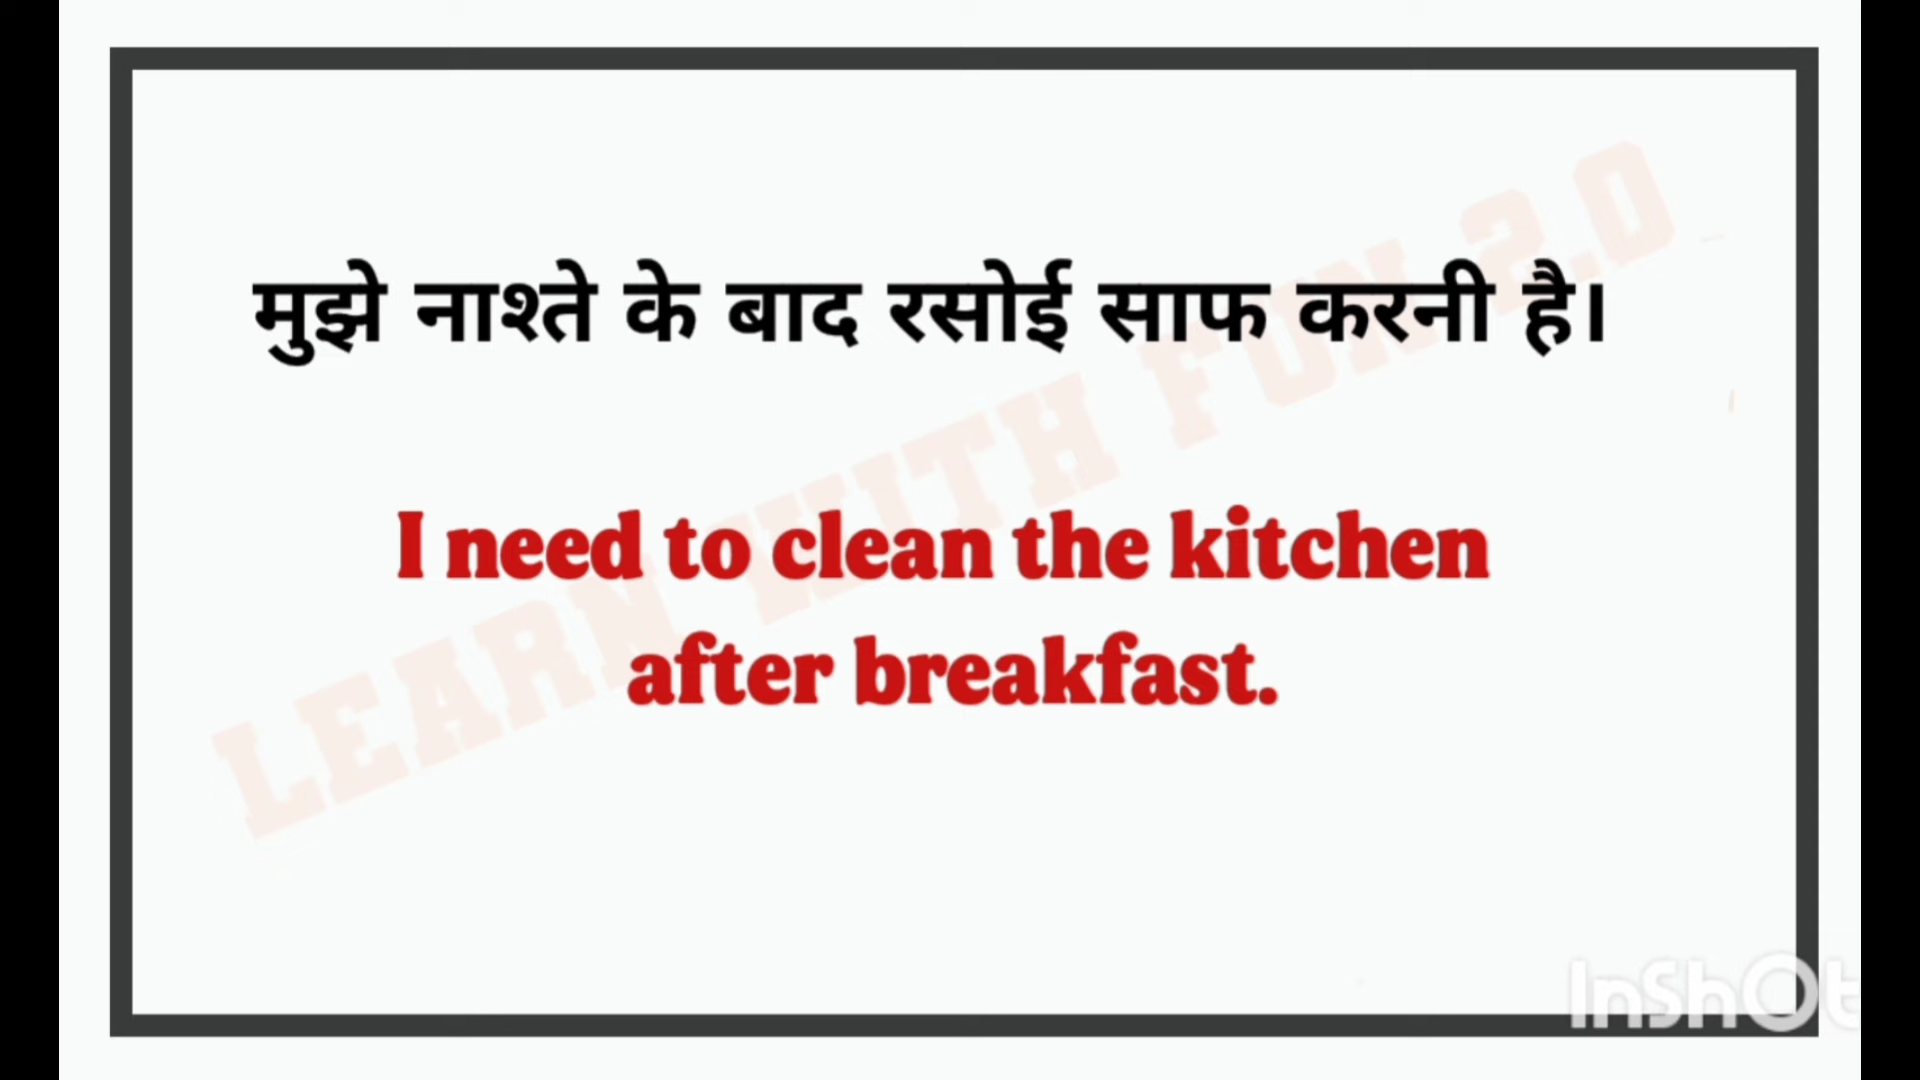 मुझे नाश्ते के बाद रसोई साफ करनी है।
I need to clean the kitchen
after breakfast.
LEARN WITH FUN 2.0
InShOt